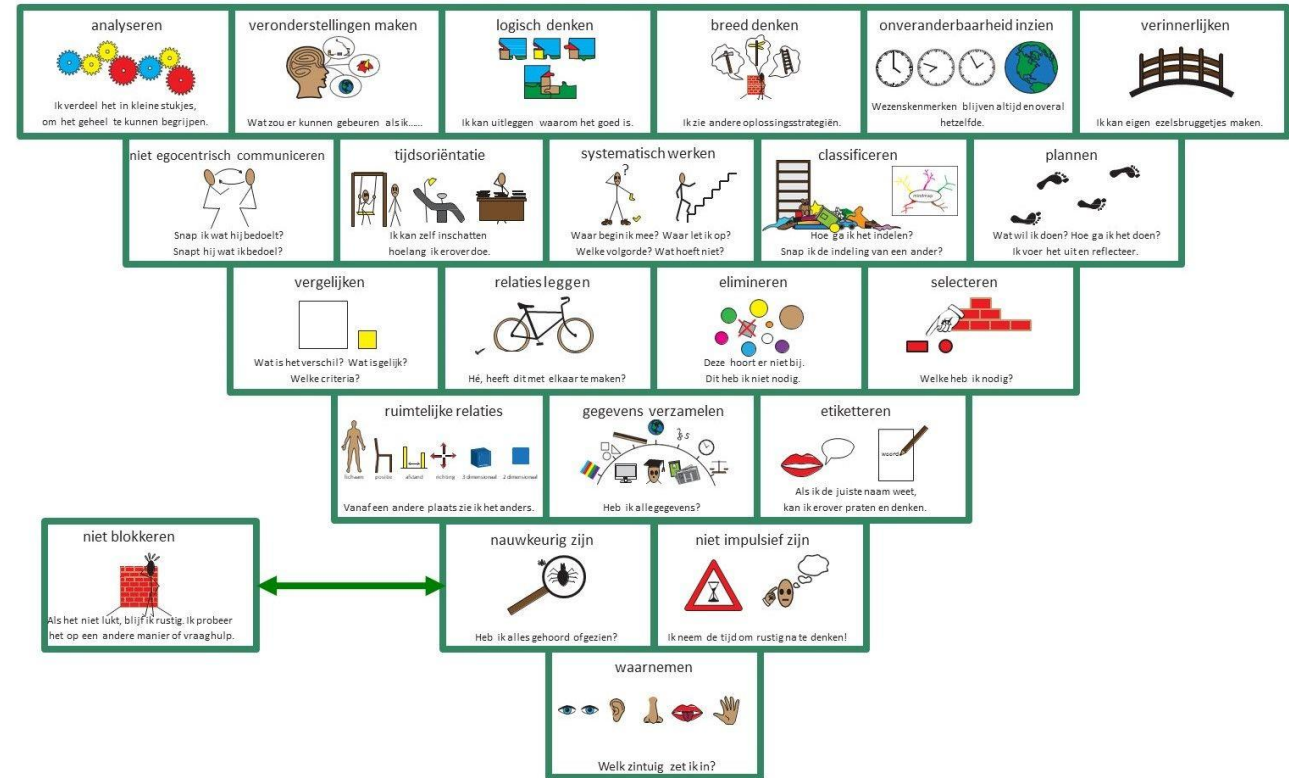 analyseren
Ik verdeel het in kleine stukjes,
om het geheel te kunnen begrijpen.
veronderstellingen maken
Wat zou er kunnen gebeuren als ik......
logisch denken
Ik kan uitleggen waarom het goed is.
breed denken
Ik zie andere oplossingsstrategiën.
onveranderbaarheid inzien
Wezenskenmerken blijven altijd en overal
hetzelfde.
verinnerlijken
Ik kan eigen ezelsbruggetjes maken.
niet egocentrisch communiceren
Snap ik wat hij bedoelt?
Snapt hij wat ik bedoel?
tijdsoriëntatie
Ik kan zelf inschatten
hoelang ik erover doe.
systematisch werken
?
Waar begin ik mee? Waar let ik op?
Welke volgorde? Wat hoeft niet?
classificeren
mindmap
Hoe ga ik het indelen?
Snap ik de indeling van een ander?
plannen
Wat wil ik doen? Hoe ga ik het doen?
Ik voer het uit en reflecteer.
vergelijken
Wat is het verschil? Wat is gelijk?
Welke criteria?
relaties leggen
Hé, heeft dit met elkaar te maken?
elimineren
Deze hoort er niet bij.
Dit heb ik niet nodig.
selecteren
Welke heb ik nodig?
ruimtelijke relaties
lichaam positie afstand richting 3 dimensionaal 2 dimensionaal
Vanaf een andere plaats zie ik het anders.
gegevens verzamelen
Heb ik alle gegevens?
etiketteren
woord
Als ik de juiste naam weet,
kan ik erover praten en denken.
niet blokkeren
Als het niet lukt, blijf ik rustig. Ik probeer
het op een andere manier of vraag hulp.
nauwkeurig zijn
Heb ik alles gehoord of gezien?
niet impulsief zijn
Ik neem de tijd om rustig na te denken!
waarnemen
Welk zintuig zet ik in?